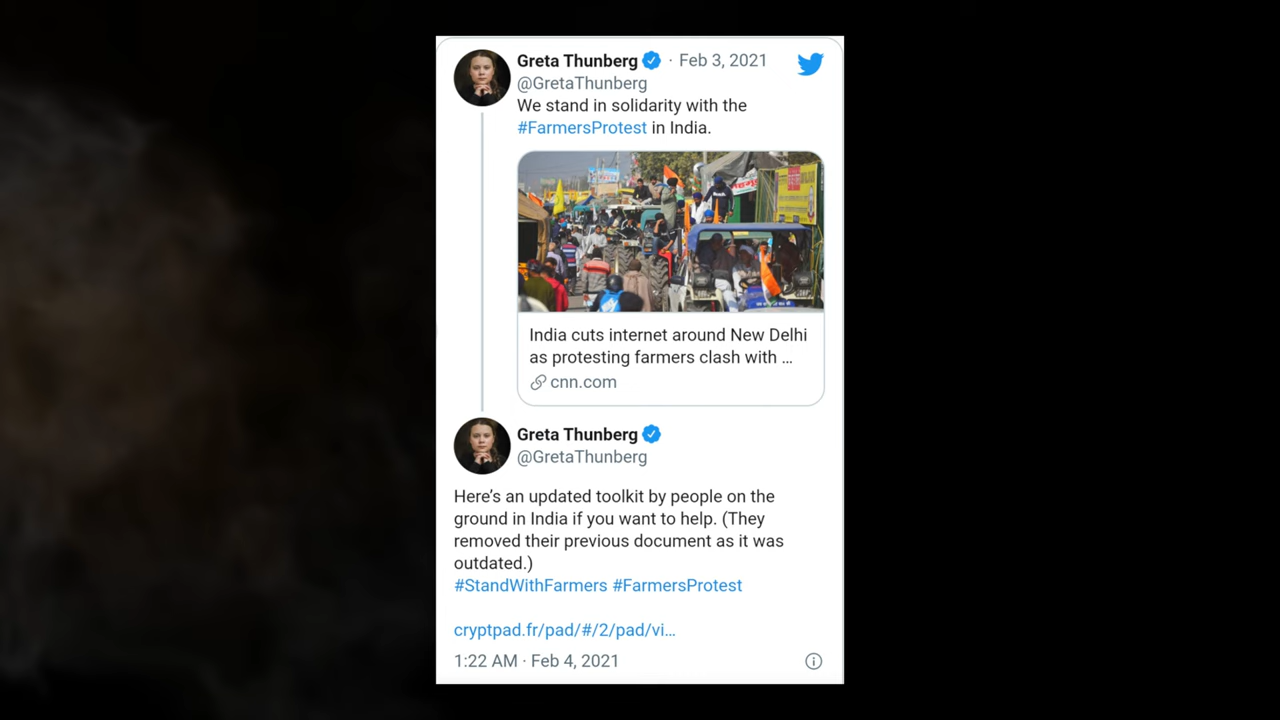 Greta Thunberg · Feb 3, 2021
@GretaThunberg
We stand in solidarity with the
#FarmersProtest in India.
India cuts internet around New Delhi
as protesting farmers clash with ...
cnn.com
Greta Thunberg
@GretaThunberg
Here’s an updated toolkit by people on the
ground in India if you want to help. (They
removed their previous document as it was
outdated.)
#StandWithFarmers #FarmersProtest
cryptpad.fr/pad/#/2/pad/vi...
1:22 AM · Feb 4, 2021